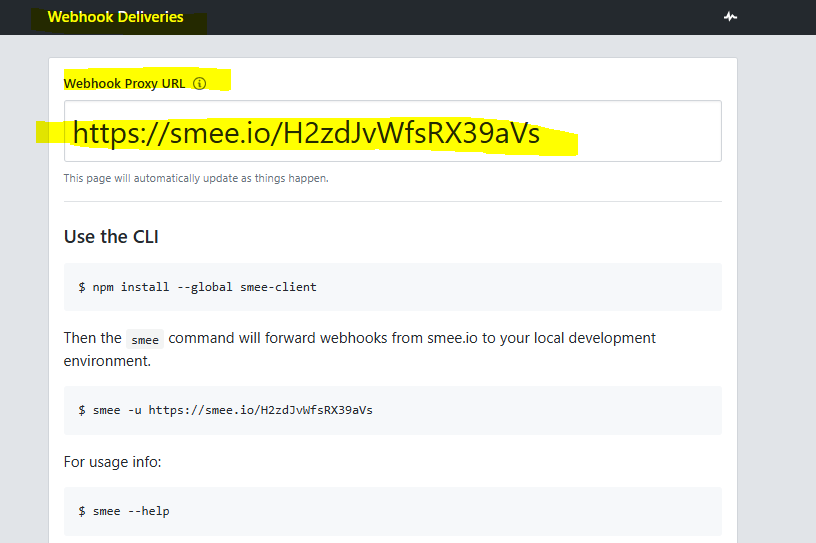 Webhook Deliveries
Webhook Proxy URL
https://smee.io/H2zdJvWfsRX39aVs
This page will automatically update as things happen.
Use the CLI
$ npm install --global smee-client
Then the smee command will forward webhooks from smee.io to your local development
environment.
$ smee -u https://smee.io/H2zdJvWfsRX39aVs
For usage info:
$ smee --help